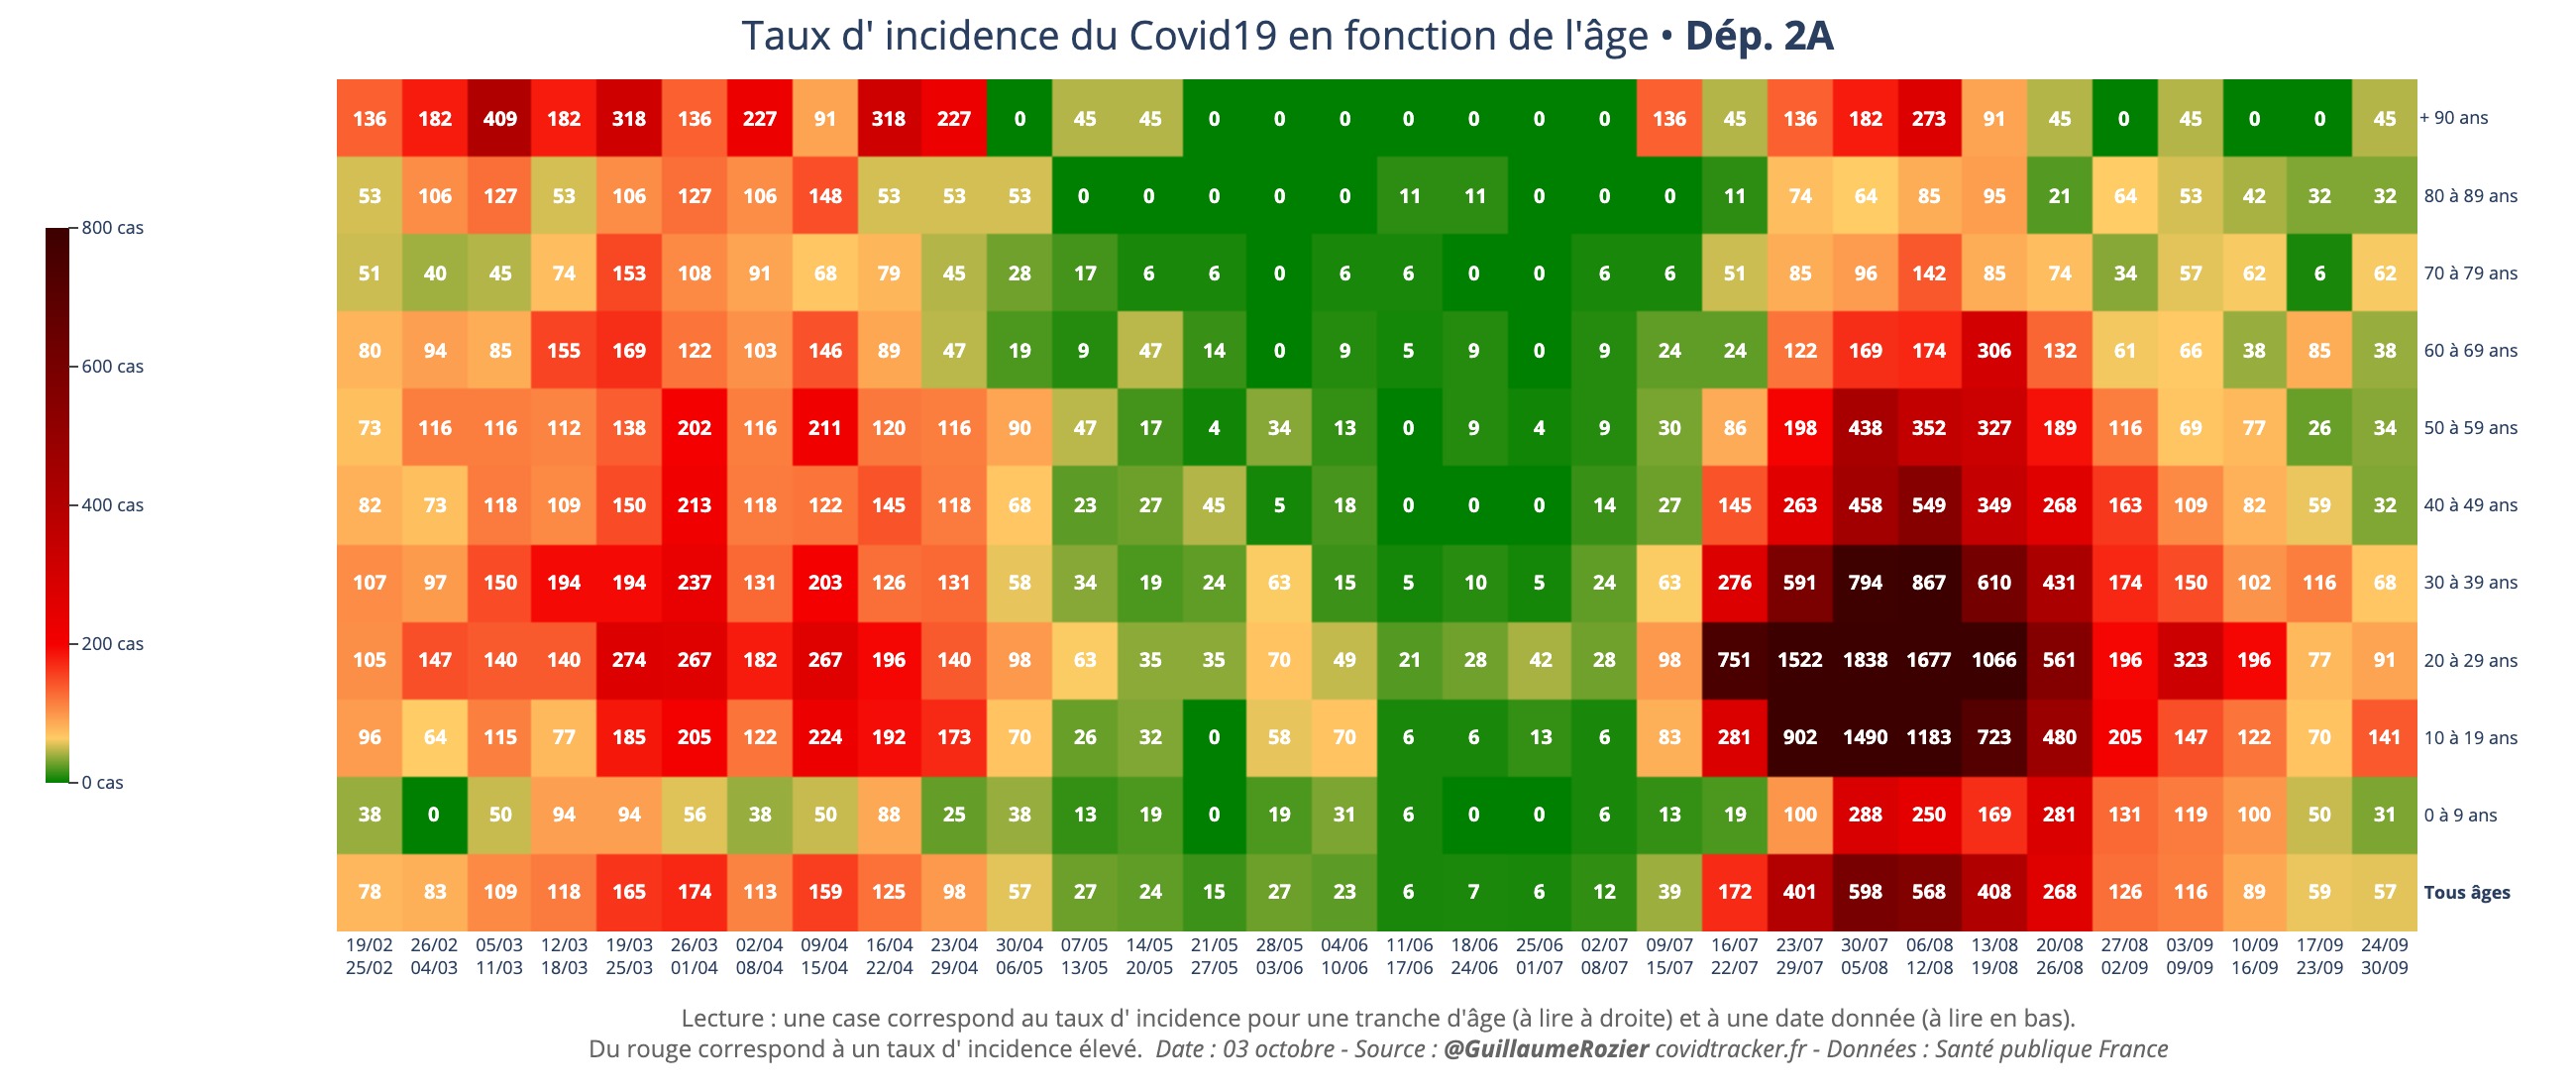 Taux d' incidence du Covid19 en fonction de l'âge • Dép. 2A
136 182 409 182 318 136 227 91 318 227 0 45 45 0 0 0 0 0 0 0 136 45 136 182 273 91 45 0 45 0 0 45 + 90 ans
53 106 127 53 106 127 106 148 53 53 53 0 0 0 0 0 11 11 0 0 0 11 74 64 85 95 21 64 53 42 32 32 80 à 89 ans
800 cas
51 40 45 74 153 108 91 68 79 45 28 17 6 6 0 6 6 0 0 6 6 51 85 96 142 85 74 34 57 62 6 62 70 à 79 ans
80 94 85 155 169 122 103 146 89 47 19 9 47 14 0 9 5 9 0 9 24 24 122 169 174 306 132 61 66 38 85 38 60 à 69 ans
600 cas
73 116 116 112 138 202 116 211 120 116 90 47 17 4 34 13 0 9 4 9 30 86 198 438 352 327 189 116 69 77 26 34 50 à 59 ans
400 cas
82 73 118 109 150 213 118 122 145 118 68 23 27 45 5 18 0 0 0 14 27 145 263 458 549 349 268 163 109 82 59 32 40 à 49 ans
107 97 150 194 194 237 131 203 126 131 58 34 19 24 63 15 5 10 5 24 63 276 591 794 867 610 431 174 150 102 116 68 30 à 39 ans
200 cas
105 147 140 140 274 267 182 267 196 140 98 63 35 35 70 49 21 28 42 28 98 751 1522 1838 1677 1066 561 196 323 196 77 91 20 à 29 ans
96 64 115 77 185 205 122 224 192 173 70 26 32 0 58 70 6 6 13 6 83 281 902 1490 1183 723 480 205 147 122 70 141 10 à 19 ans
0 cas
38 0 50 94 94 56 38 50 88 25 38 13 19 0 19 31 6 0 0 6 13 19 100 288 250 169 281 131 119 100 50 31 0 à 9 ans
78 83 109 118 165 174 113 159 125 98 57 27 24 15 27 23 6 7 6 12 39 172 401 598 568 408 268 126 116 89 59 57 Tous âges
19/02 26/02 05/03 12/03 19/03 26/03 02/04 09/04 16/04 23/04 30/04 07/05 14/05 21/05 28/05 04/06 11/06 18/06 25/06 02/07 09/07 16/07 23/07 30/07 06/08 13/08 20/08 27/08 03/09 10/09 17/09 24/09
25/02 04/03 11/03 18/03 25/03 01/04 08/04 15/04 22/04 29/04 06/05 13/05 20/05 27/05 03/06 10/06 17/06 24/06 01/07 08/07 15/07 22/07 29/07 05/08 12/08 19/08 26/08 02/09 09/09 16/09 23/09 30/09
Lecture : une case correspond au taux d' incidence pour une tranche d'âge (à lire à droite) et à une date donnée (à lire en bas).
Du rouge correspond à un taux d' incidence élevé. Date : 03 octobre - Source : @GuillaumeRozier covidtracker.fr - Données : Santé publique France